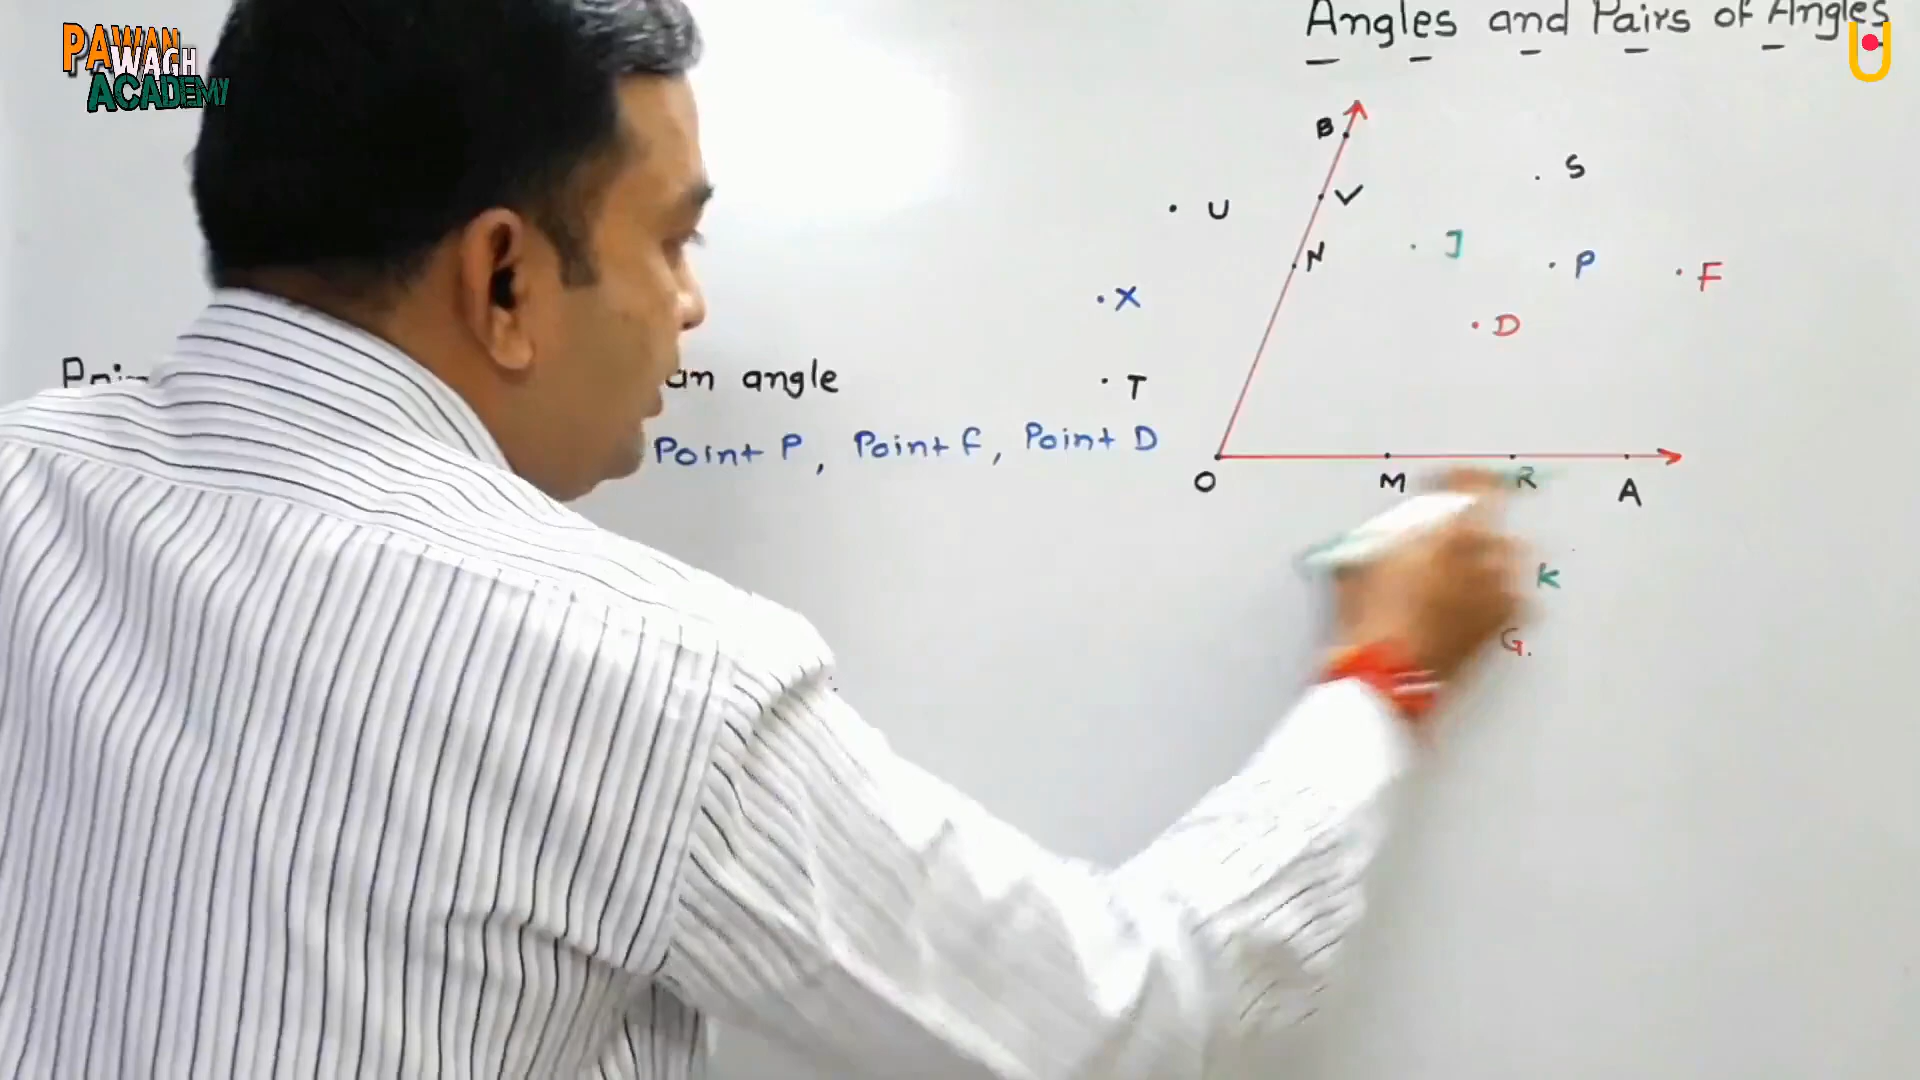 PAWAN
WAGH
ACADEMY
Angles and Pairs of Angles
B
S
V
U
J
N
P
F
X
D
an angle
T
Point P, Point F, Point D
O
M
R
A
K
G.